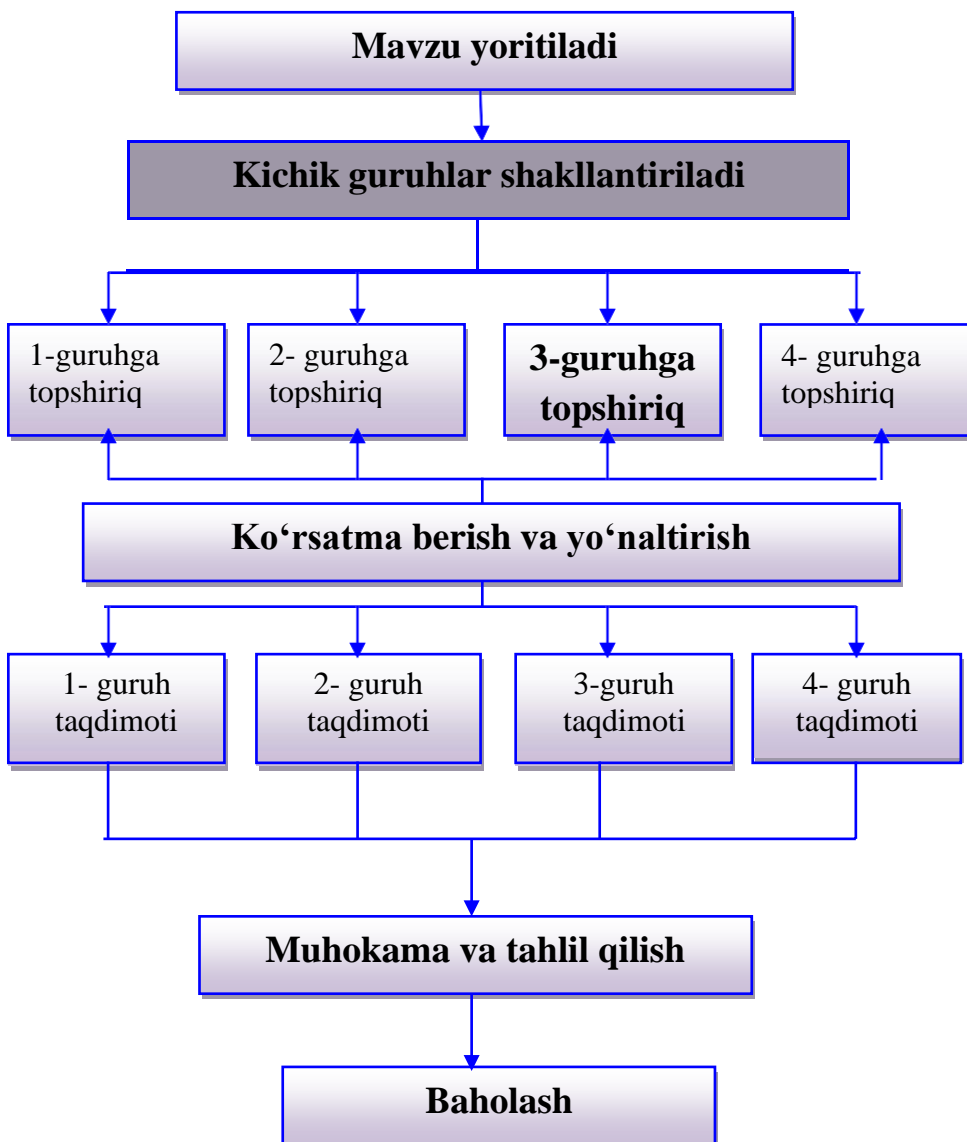 Mavzu yoritiladi
Kichik guruhlar shakllantiriladi
1-guruhga
topshiriq
2- guruhga
topshiriq
3-guruhga
topshiriq
4- guruhga
topshiriq
Ko‘rsatma berish va yo‘naltirish
1- guruh
taqdimoti
2- guruh
taqdimoti
3-guruh
taqdimoti
4- guruh
taqdimoti
Muhokama va tahlil qilish
Baholash